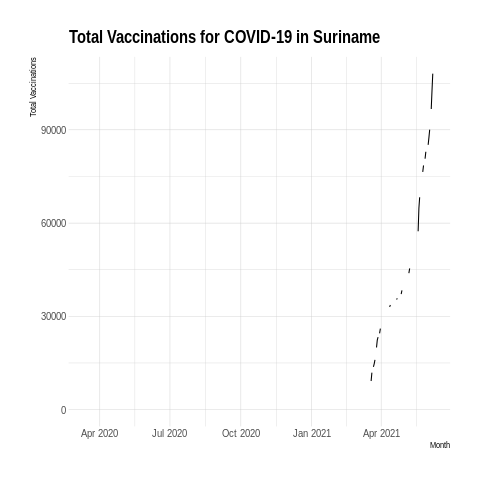 Total Vaccinations for COVID-19 in Suriname
Total Vaccinations
90000
60000
30000
0
Apr 2020
Jul 2020
Oct 2020
Jan 2021
Apr 2021
Month